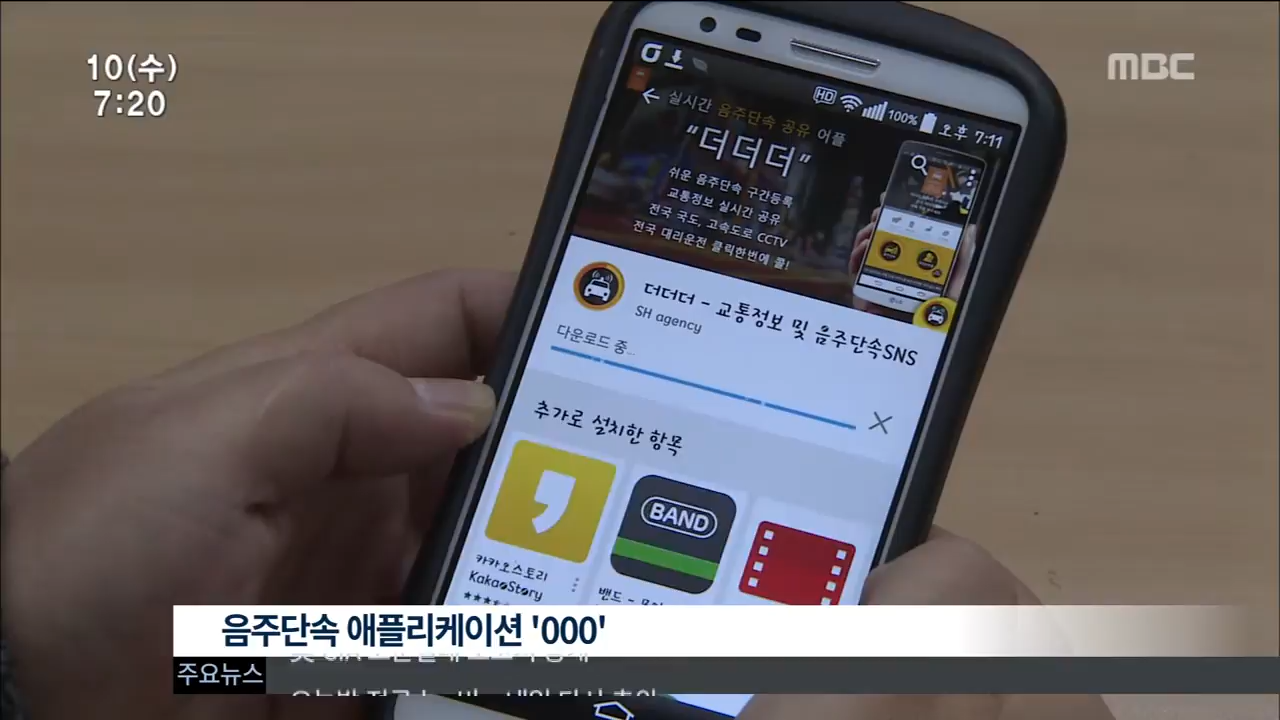 10(수)
7:20
MBC
HD 100% 오후 7:11
실시간 음주단속 공유 어플
"더더더"
쉬운 음주단속 구간등록
교통정보 실시간 공유
전국 국도, 고속도로 CCTV
전국 대리운전 클릭한번에 콜!
더더더 - 교통정보 및 음주단속SNS
SH agency
다운로드 중...
추가로 설치한 항목
BAND
카카오스토리
KakaoStory
밴드 -
음주단속 애플리케이션 '000'
주요뉴스